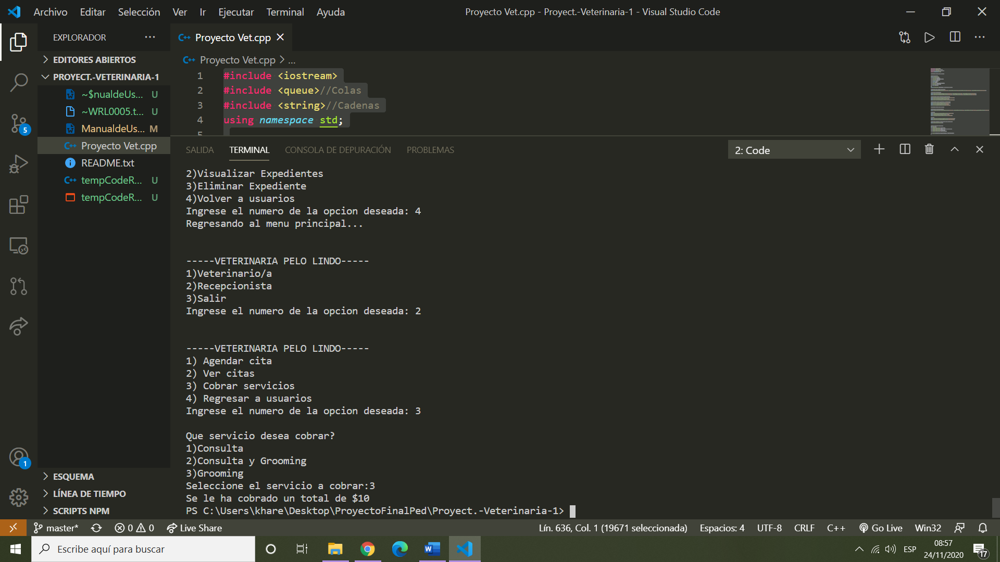 Archivo Editar Selección Ver Ir Ejecutar Terminal Ayuda
Proyecto Vet.cpp - Proyect.-Veterinaria-1 - Visual Studio Code
EXPLORADOR
EDITORES ABIERTOS
PROYECT.-VETERINARIA-1
~$nualdeUs... U
~WRL0005.t... U
ManualdeUs... M
Proyecto Vet.cpp
README.txt
tempCodeR... U
tempCodeR... U
ESQUEMA
LÍNEA DE TIEMPO
SCRIPTS NPM
5
1
Proyecto Vet.cpp
Proyecto Vet.cpp > ...
1 #include <iostream>
2 #include <queue>//Colas
3 #include <string>//Cadenas
4 using namespace std;
5
SALIDA TERMINAL CONSOLA DE DEPURACIÓN PROBLEMAS
2: Code
2)Visualizar Expedientes
3)Eliminar Expediente
4)Volver a usuarios
Ingrese el numero de la opcion deseada: 4
Regresando al menu principal...
-----VETERINARIA PELO LINDO-----
1)Veterinario/a
2)Recepcionista
3)Salir
Ingrese el numero de la opcion deseada: 2
-----VETERINARIA PELO LINDO-----
1) Agendar cita
2) Ver citas
3) Cobrar servicios
4) Regresar a usuarios
Ingrese el numero de la opcion deseada: 3
Que servicio desea cobrar?
1)Consulta
2)Consulta y Grooming
3)Grooming
Seleccione el servicio a cobrar:3
Se le ha cobrado un total de $10
PS C:\Users\khare\Desktop\ProyectoFinalPed\Proyect.-Veterinaria-1>
master* 0 0 Live Share
Lín. 636, Col. 1 (19671 seleccionada) Espacios: 4 UTF-8 CRLF C++ Go Live Win32
Escribe aquí para buscar
ESP
08:57
24/11/2020
17